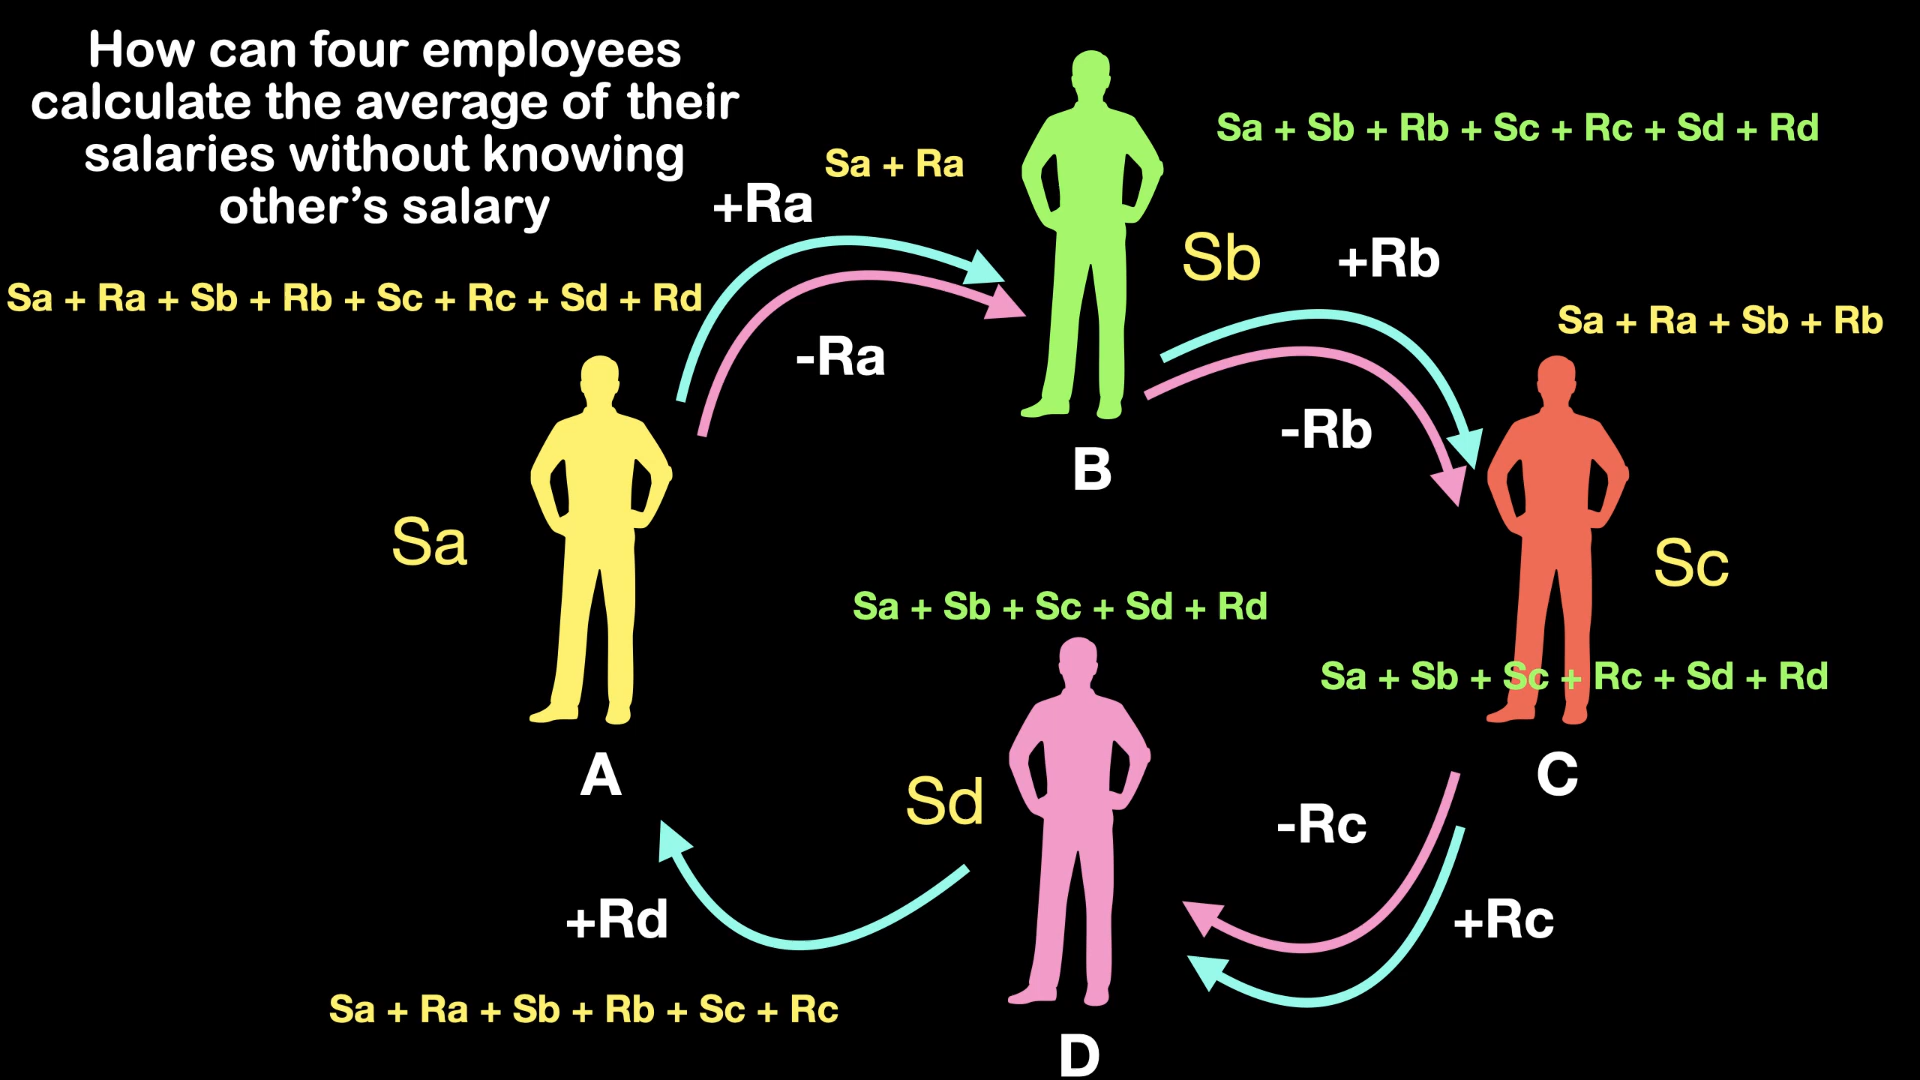 How can four employees
calculate the average of their
salaries without knowing
other's salary
Sa + Ra
+Ra
Sa + Sb + Rb + Sc + Rc + Sd + Rd
Sb
+Rb
Sa + Ra + Sb + Rb + Sc + Rc + Sd + Rd
-Ra
Sa + Ra + Sb + Rb
-Rb
B
Sa
Sc
Sa + Sb + Sc + Sd + Rd
Sa + Sb + Sc + Rc + Sd + Rd
A
C
Sd
-Rc
+Rd
+Rc
Sa + Ra + Sb + Rb + Sc + Rc
D